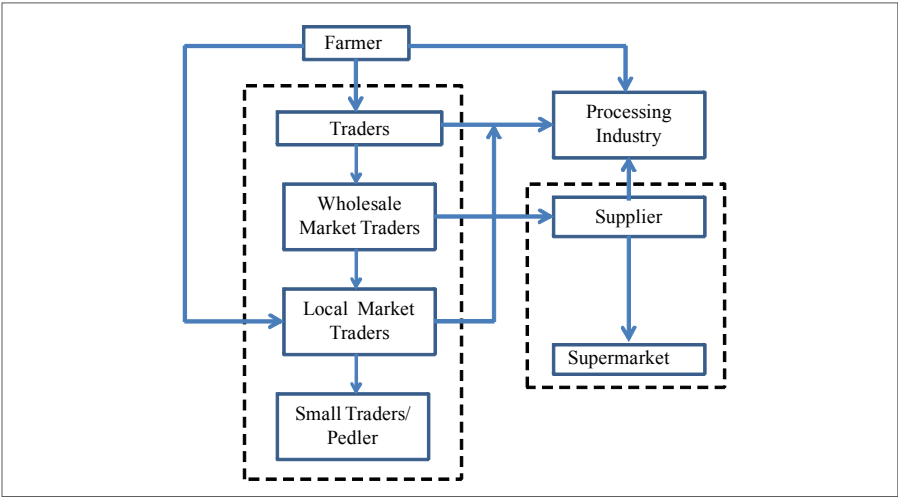 Farmer
Traders
Processing
Industry
Wholesale
Market Traders
Supplier
Local Market
Traders
Supermarket
Small Traders/
Pedler